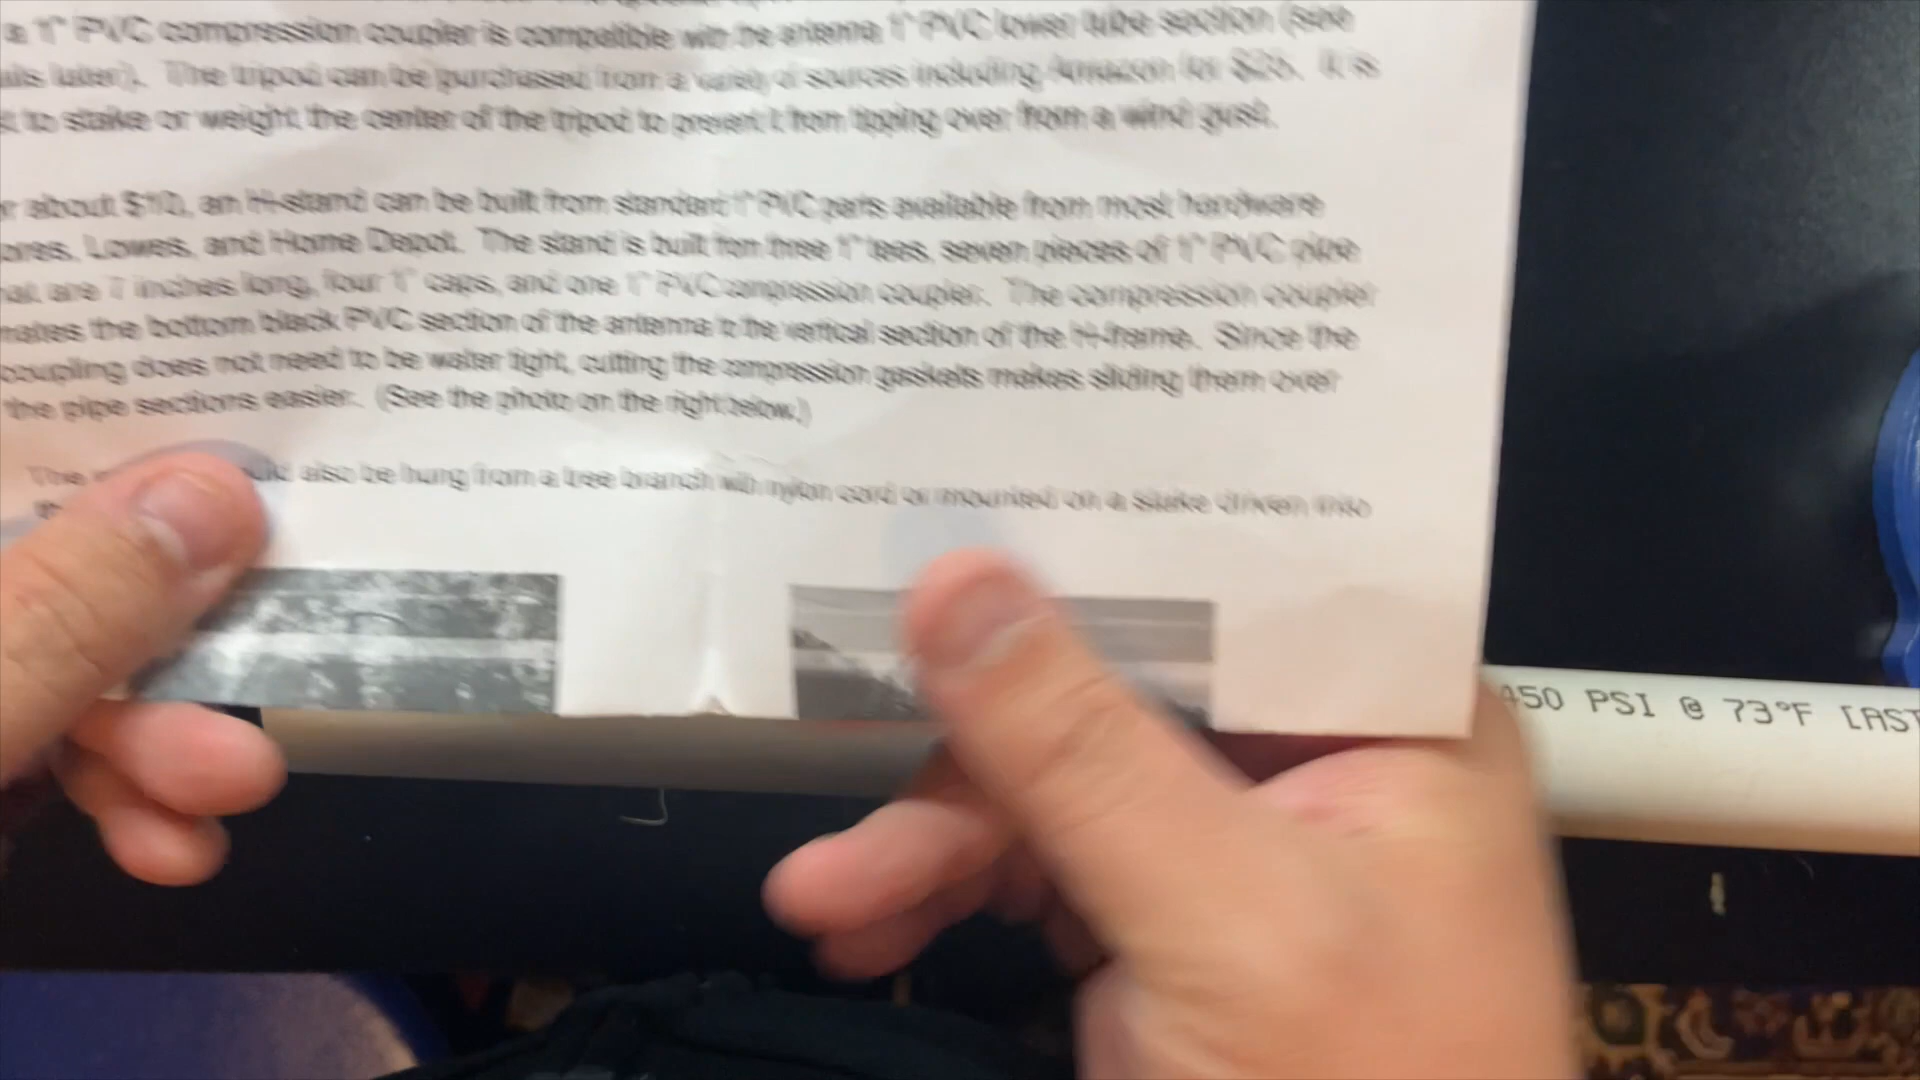 a 1" PVC compression coupler is compatible with the antenna 1" PVC lower tube section (see
later). The tripod can be purchased from a variety of sources including Amazon for $25. It is
to stake or weight the center of the tripod to prevent it from tipping over from a wind gust.
about $10, an H-stand can be built from standard 1" PVC parts available from most hardware
Lowes, and Home Depot. The stand is built from three 1" tees, seven pieces of 1" PVC pipe
are 7 inches long, four 1" caps, and one 1" PVC compression coupler. The compression coupler
mates the bottom black PVC section of the antenna to the vertical section of the H-frame. Since the
coupling does not need to be water tight, cutting the compression gaskets makes sliding them over
the pipe sections easier. (See the photo on the right below.)
The also be hung from a tree branch with nylon cord or mounted on a stake driven into
450 PSI @ 73°F [AST